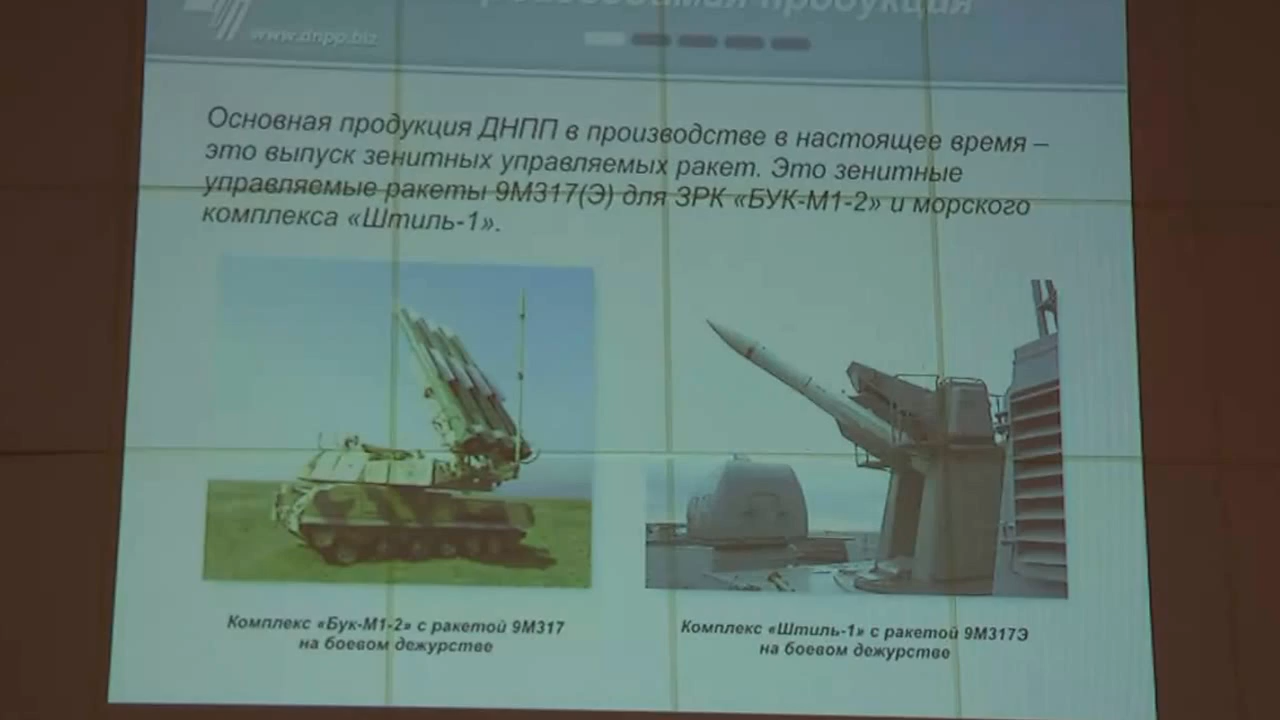 продукция
www.dnpp.biz
Основная продукция ДНПП в производстве в настоящее время –
это выпуск зенитных управляемых ракет. Это зенитные
управляемые ракеты 9М317(Э) для ЗРК «БУК-М1-2» и морского
комплекса «Штиль-1».
Комплекс «Бук-М1-2» с ракетой 9М317
на боевом дежурстве
Комплекс «Штиль-1» с ракетой 9М317Э
на боевом дежурстве